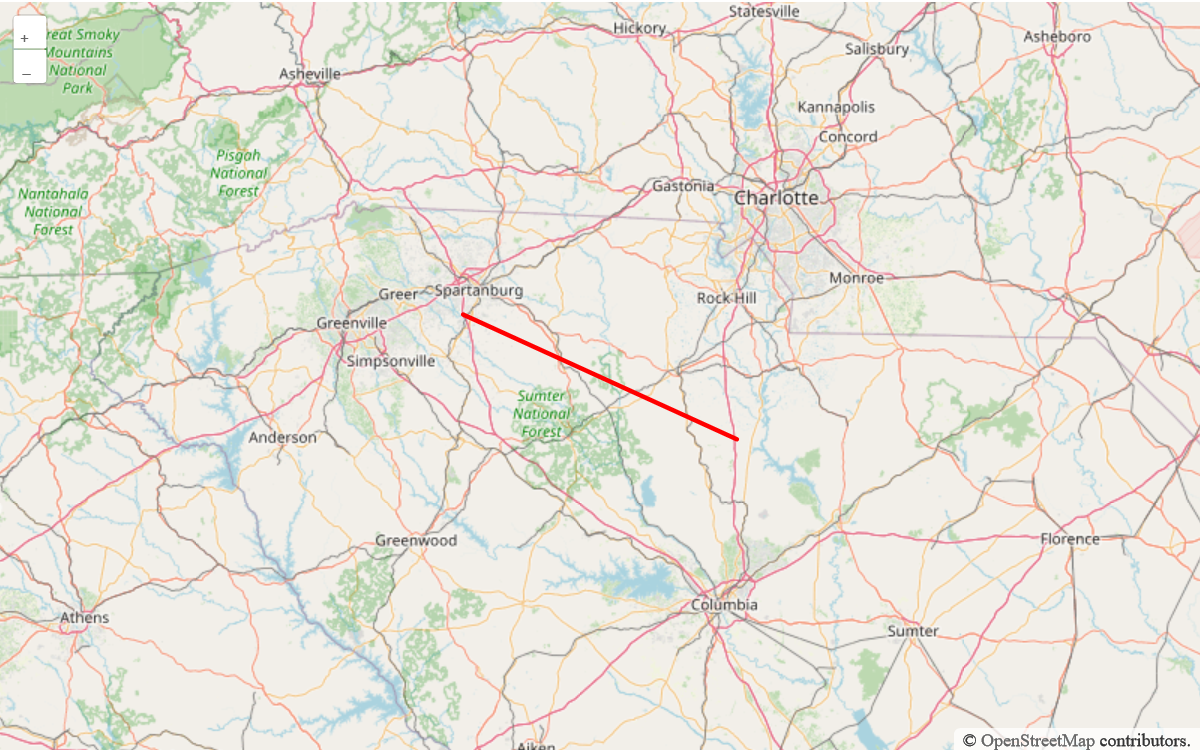 Statesville
Hickory
Asheboro
Salisbury
+
reat Smoky
Mountains
National
Park
–
Asheville
Kannapolis
Concord
Pisgah
National
Forest
Nantahala
National
Forest
Gastonia
Charlotte
Monroe
Spartanburg
Greer
Rock Hill
Greenville
Simpsonville
Sumter
National
Forest
Anderson
Greenwood
Florence
Columbia
Athens
Sumter
Aiken
© OpenStreetMap contributors.